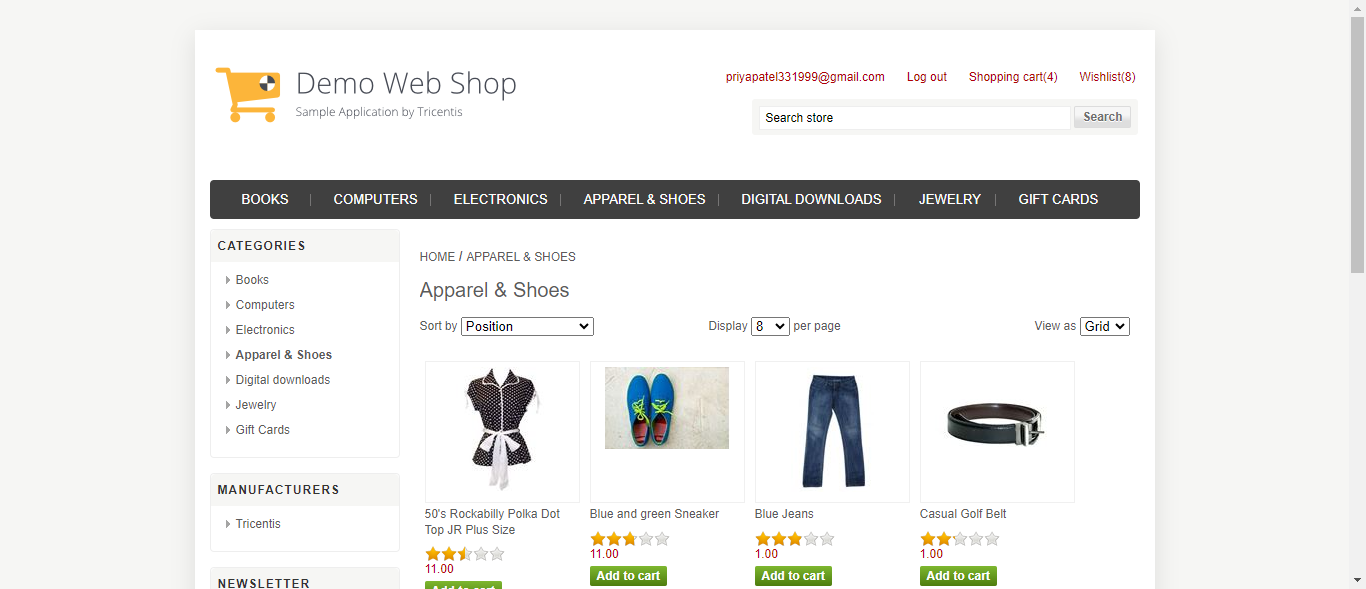 Demo Web Shop
Sample Application by Tricentis
priyapatel331999@gmail.com Log out Shopping cart(4) Wishlist(8)
Search store Search
BOOKS COMPUTERS ELECTRONICS APPAREL & SHOES DIGITAL DOWNLOADS JEWELRY GIFT CARDS
CATEGORIES
Books
Computers
Electronics
Apparel & Shoes
Digital downloads
Jewelry
Gift Cards
MANUFACTURERS
Tricentis
NEWSLETTER
HOME / APPAREL & SHOES
Apparel & Shoes
Sort by Position Display 8 per page View as Grid
50's Rockabilly Polka Dot
Top JR Plus Size
11.00
Add to cart
Blue and green Sneaker
11.00
Add to cart
Blue Jeans
1.00
Add to cart
Casual Golf Belt
1.00
Add to cart